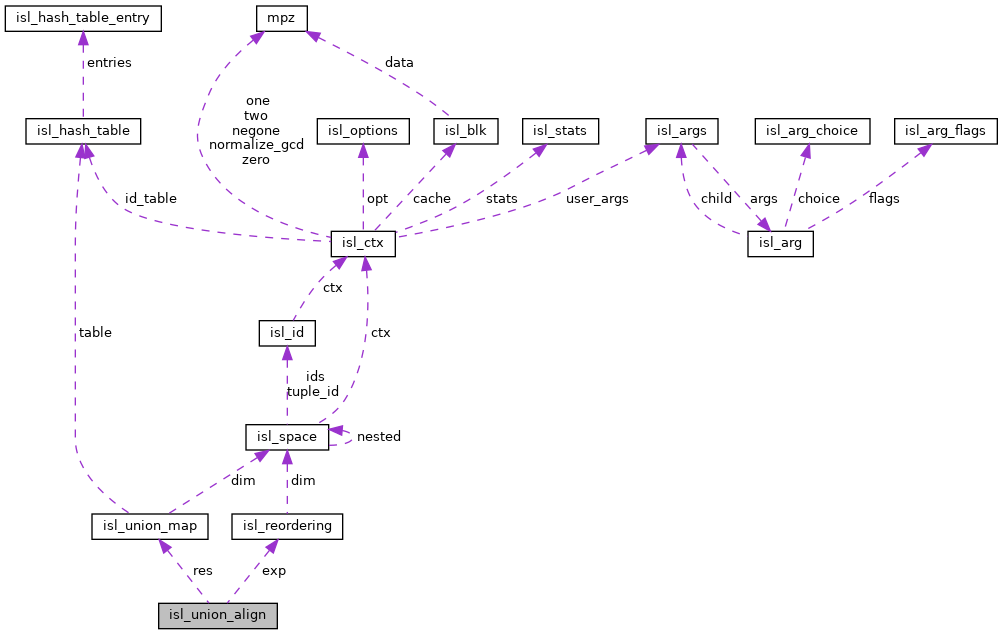 isl_hash_table_entry
mpz
entries
data
isl_hash_table
one
two
negone
normalize_gcd
zero
isl_options
isl_blk
isl_stats
isl_args
isl_arg_choice
isl_arg_flags
id_table
opt
cache
stats
user_args
child
args
choice
flags
isl_ctx
isl_arg
ctx
table
isl_id
ctx
ids
tuple_id
isl_space
nested
dim
dim
isl_union_map
isl_reordering
res
exp
isl_union_align